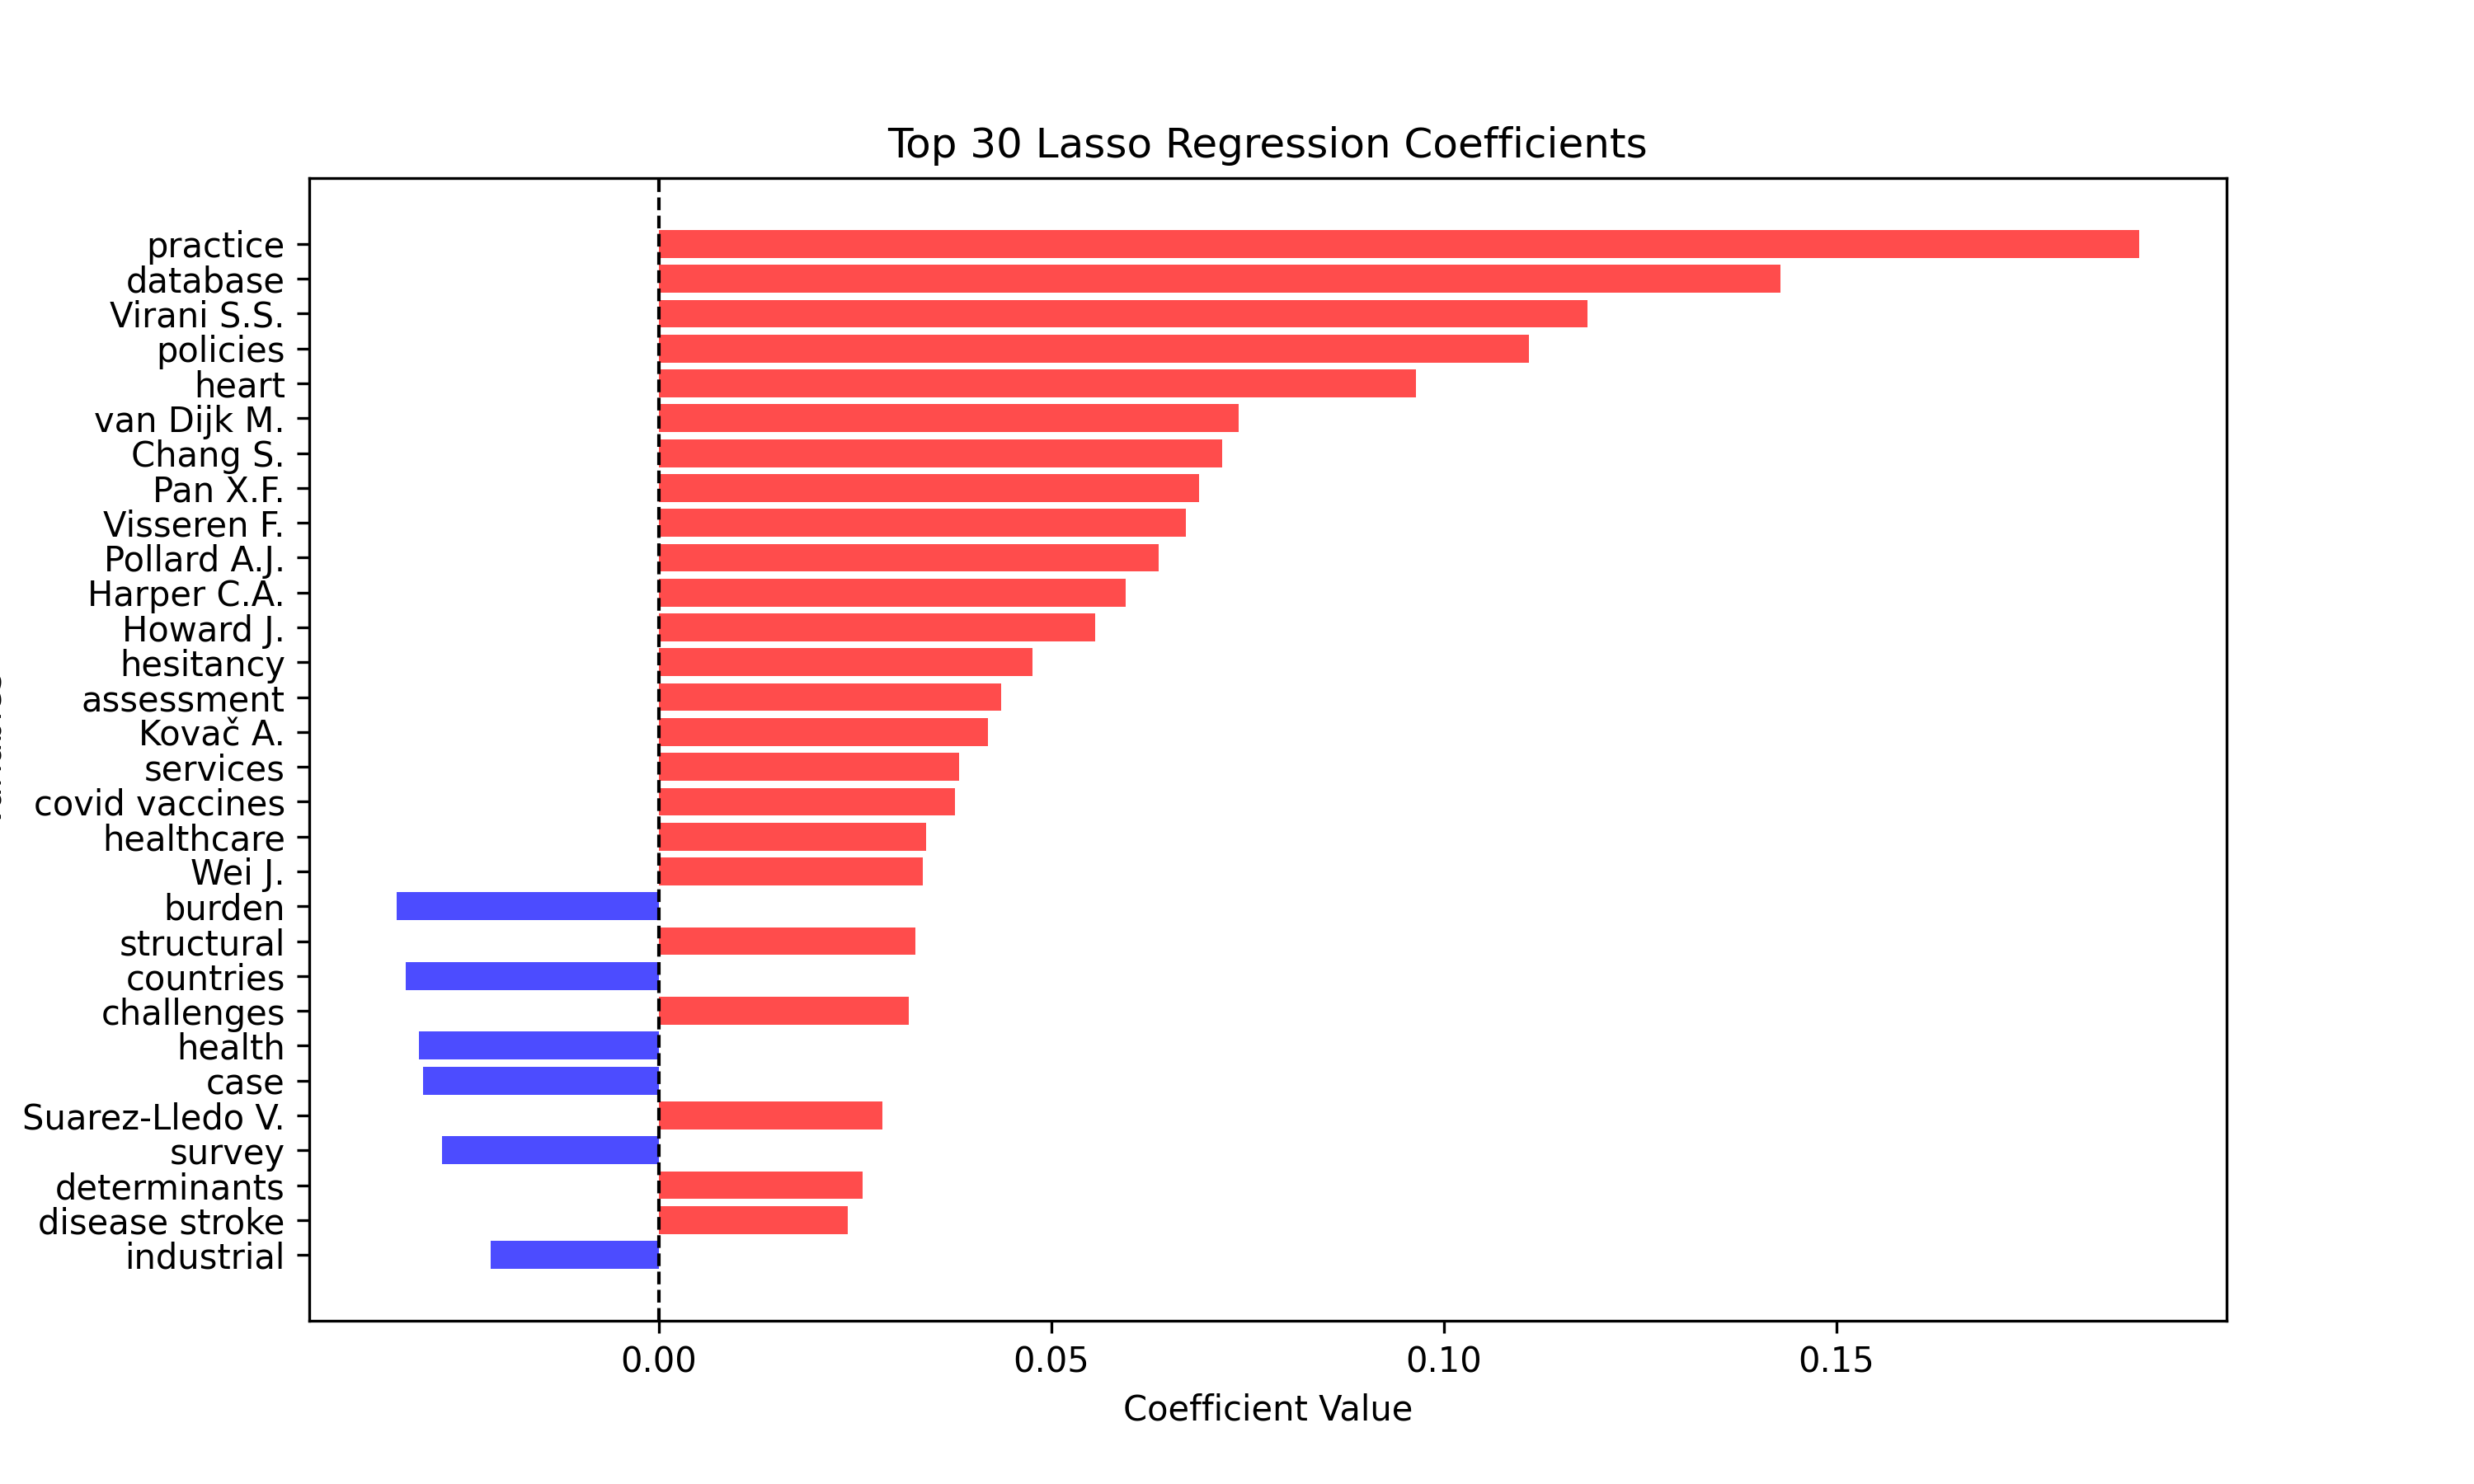 Top 30 Lasso Regression Coefficients
practice
database
Virani S.S.
policies
heart
van Dijk M.
Chang S.
Pan X.F.
Visseren F.
Pollard A.J.
Harper C.A.
Howard J.
hesitancy
assessment
Kovač A.
services
covid vaccines
healthcare
Wei J.
burden
structural
countries
challenges
health
case
Suarez-Lledo V.
survey
determinants
disease stroke
industrial
0.00 0.05 0.10 0.15
Coefficient Value